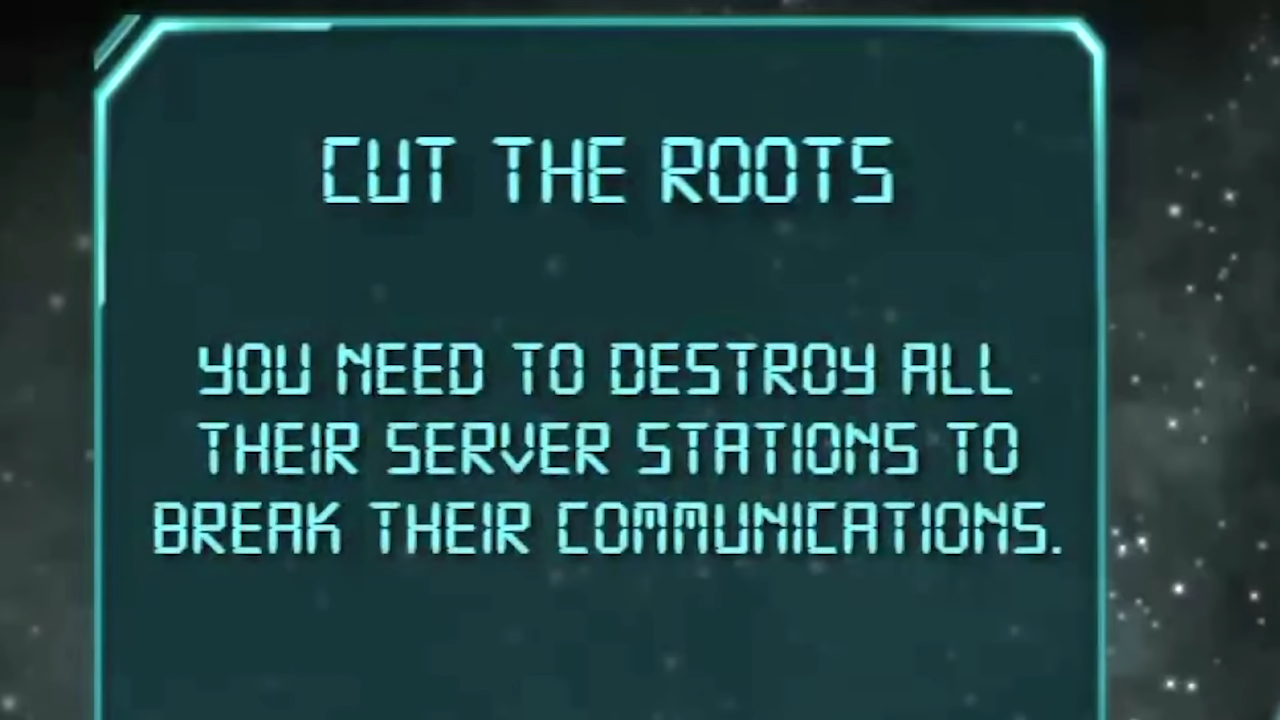 CUT THE ROOTS
YOU NEED TO DESTROY ALL
THEIR SERVER STATIONS TO
BREAK THEIR COMMUNICATIONS.